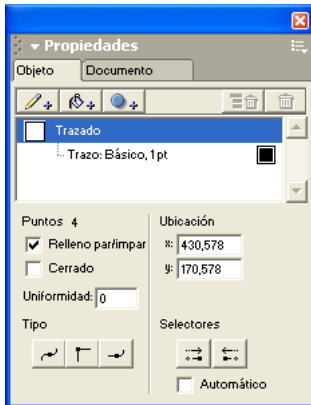 Propiedades
Objeto Documento
Trazado
Trazo: Básico, 1pt
Puntos 4 Ubicación
Relleno par/impar x: 430,578
Cerrado y: 170,578
Uniformidad: 0
Tipo Selectores
Automático